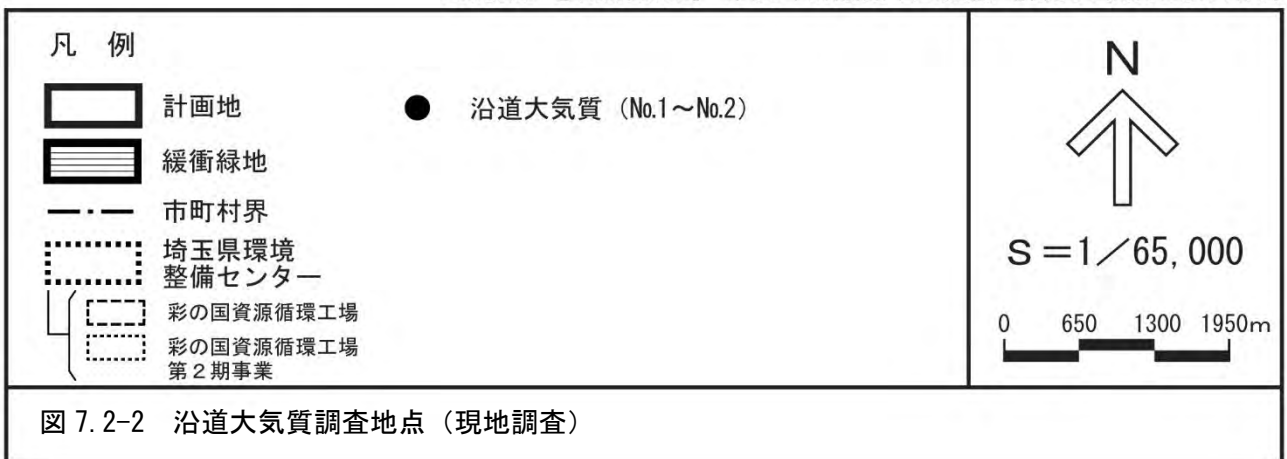 凡 例
計画地
● 沿道大気質（№1～№2）
緩衝緑地
市町村界
埼玉県環境
整備センター
彩の国資源循環工場
彩の国資源循環工場
第２期事業
N
S＝1／65,000
0 650 1300 1950m
図 7.2-2 沿道大気質調査地点（現地調査）